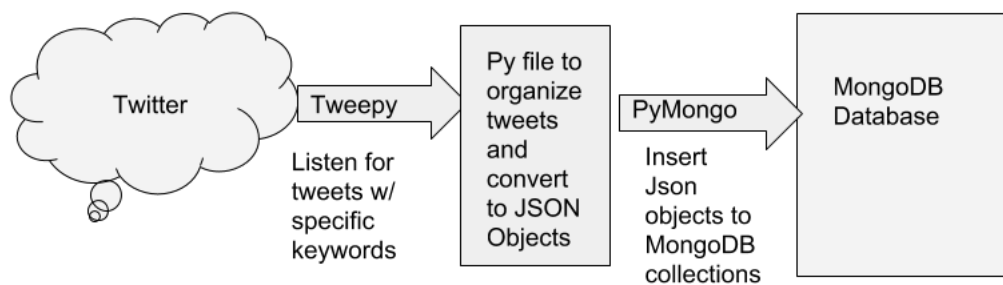 Twitter
Tweepy
Listen for
tweets w/
specific
keywords
Py file to
organize
tweets
and
convert
to JSON
Objects
PyMongo
Insert
Json
objects to
MongoDB
collections
MongoDB
Database